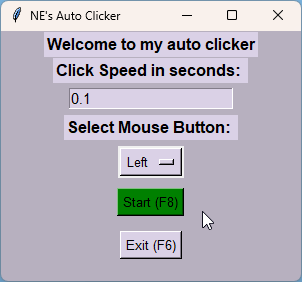 NE's Auto Clicker
Welcome to my auto clicker
Click Speed in seconds:
0.1
Select Mouse Button:
Left
Start (F8)
Exit (F6)